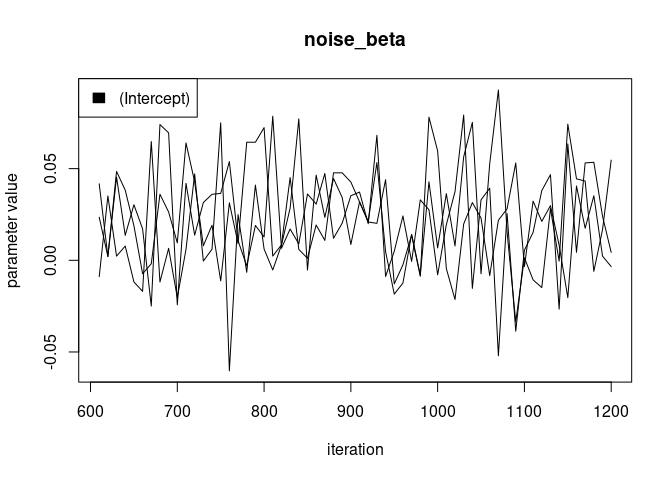 noise_beta
(Intercept)
parameter value
0.05
0.00
-0.05
600 700 800 900 1000 1100 1200
iteration